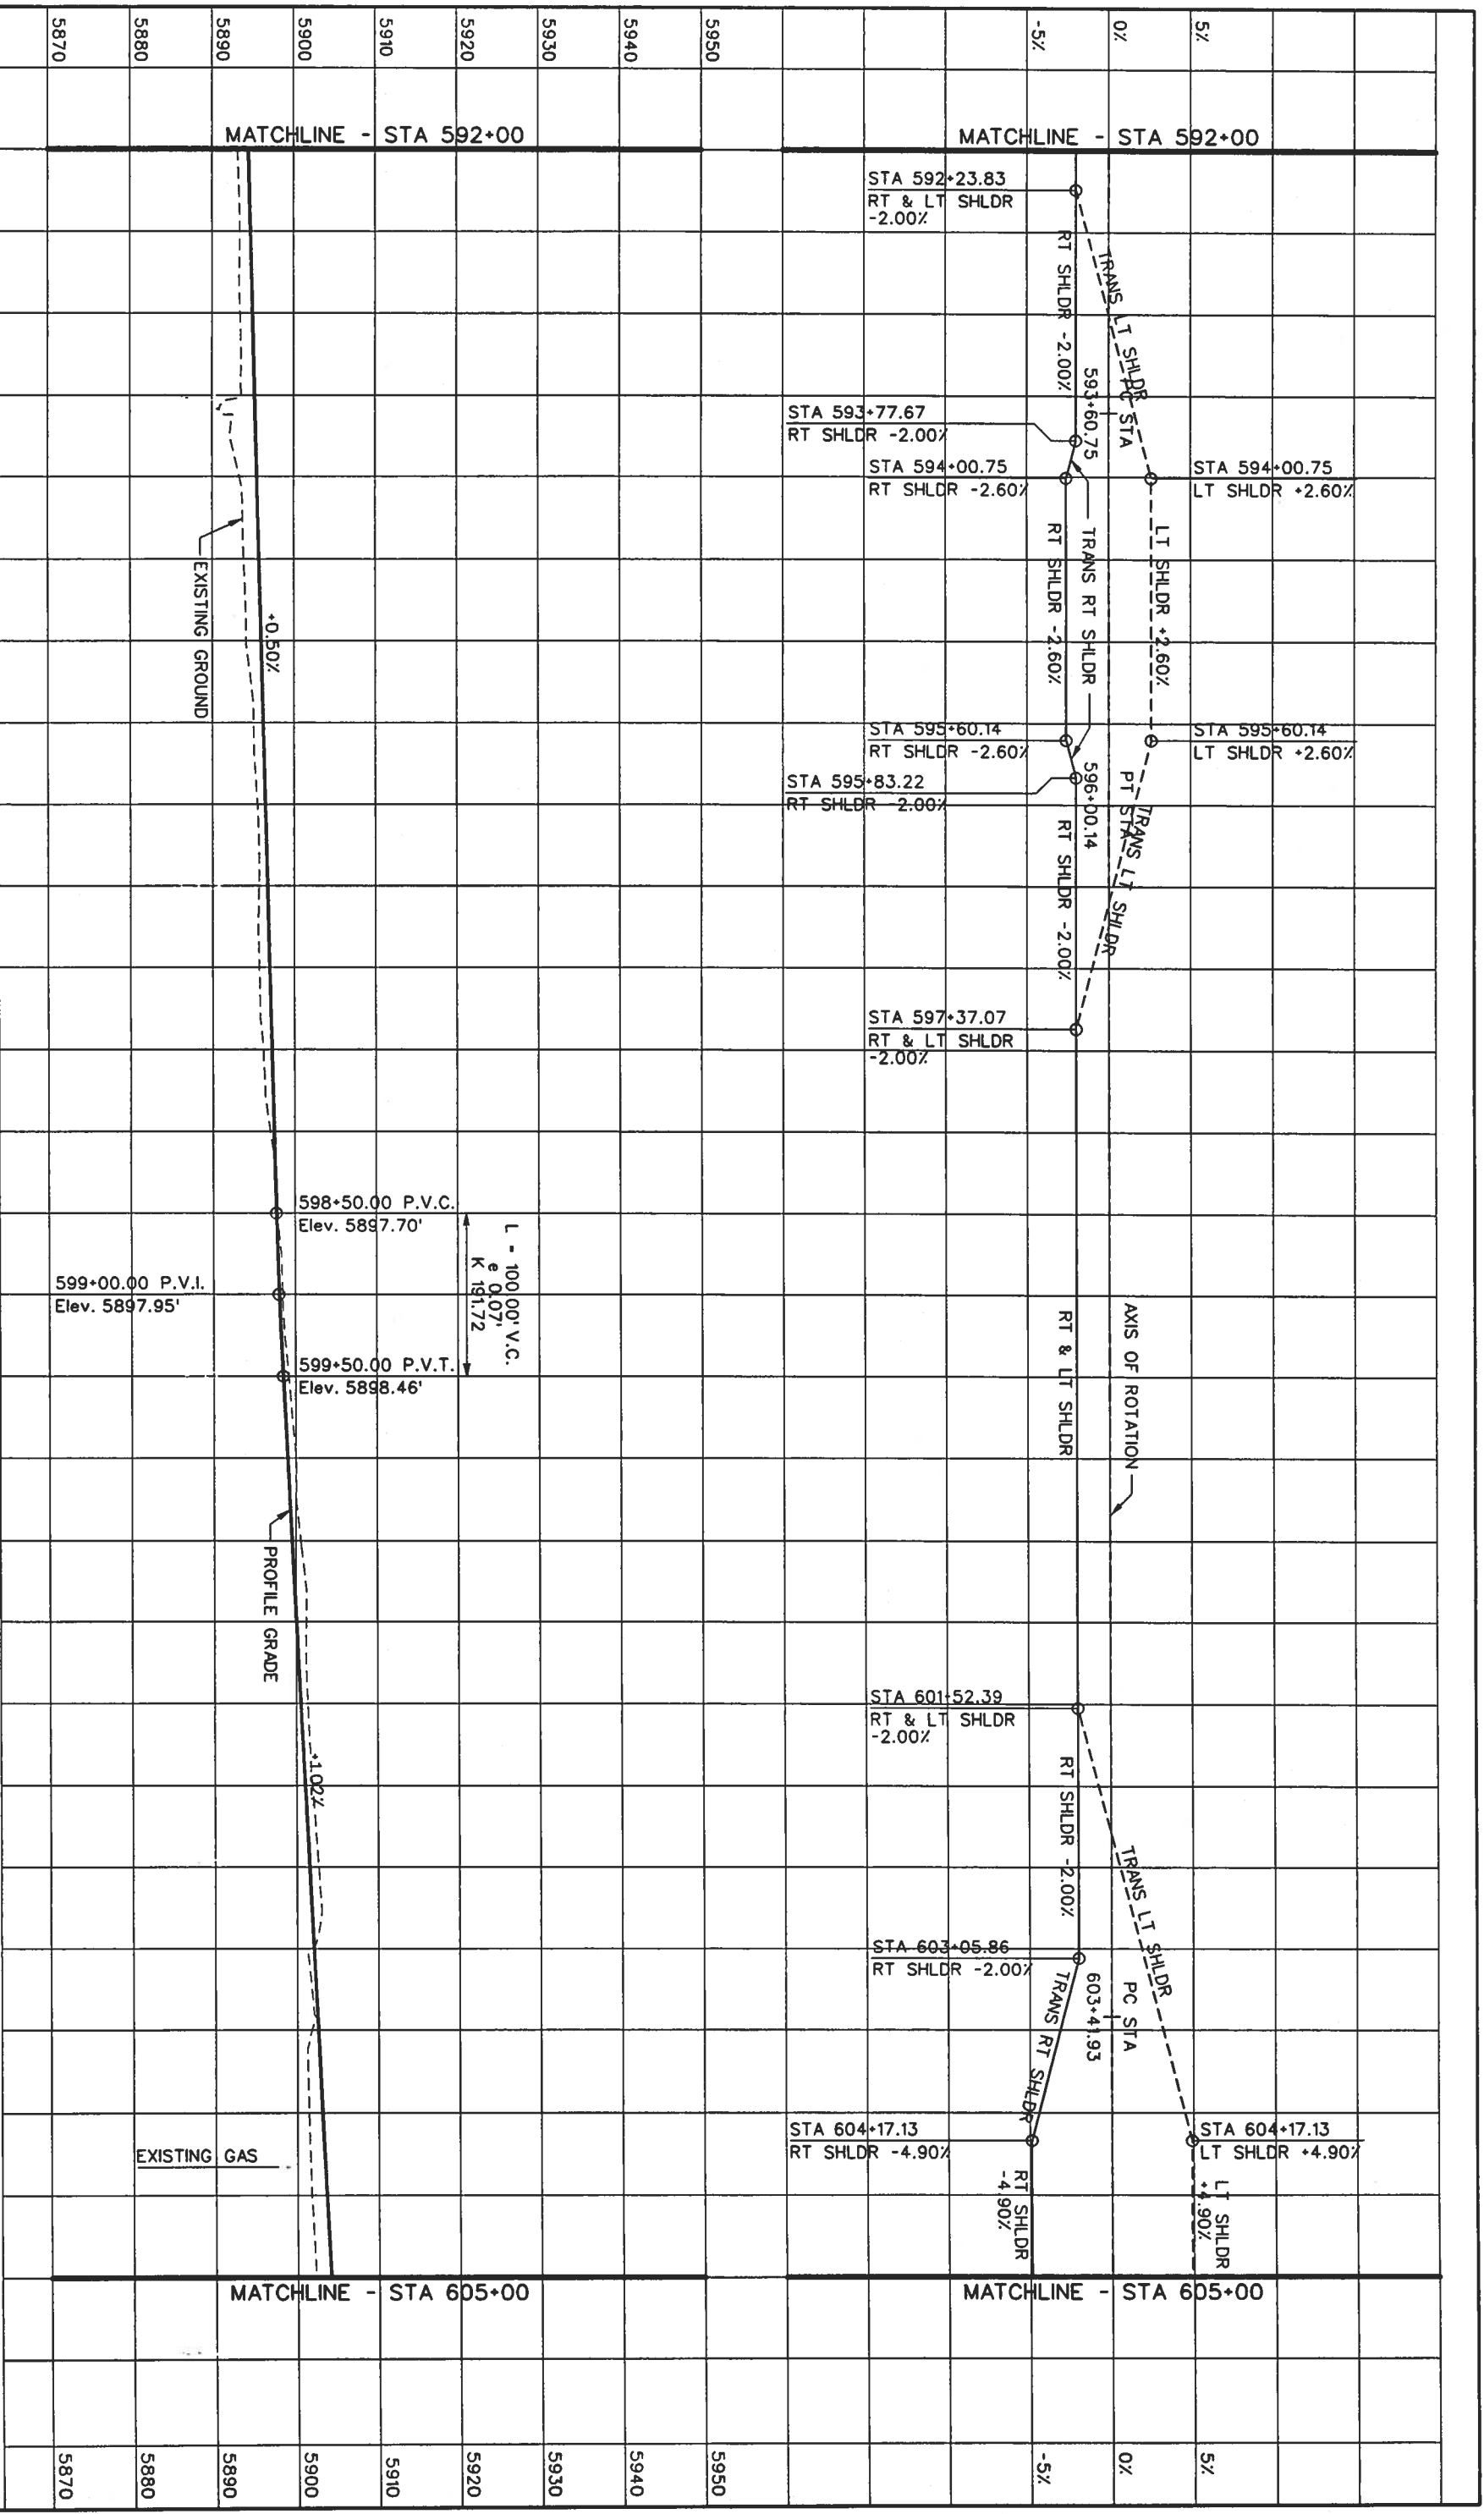 5870
5880
5890
5900
5910
5920
5930
5940
5950
-5%
0%
5%
MATCHLINE - STA 592+00
MATCHLINE - STA 592+00
STA 592+23.83
RT & LT SHLDR
-2.00%
RT SHLDR -2.00%
TRANS LT SHLDR
PC STA
593+60.75
STA 593+77.67
RT SHLDR -2.00%
STA 594+00.75
RT SHLDR -2.60%
STA 594+00.75
LT SHLDR +2.60%
TRANS RT SHLDR
RT SHLDR -2.60%
LT SHLDR +2.60%
EXISTING GROUND
+0.50%
STA 595+60.14
RT SHLDR -2.60%
STA 595+60.14
LT SHLDR +2.60%
STA 595+83.22
RT SHLDR -2.00%
PT STA
596+00.14
TRANS LT SHLDR
RT SHLDR -2.00%
STA 597+37.07
RT & LT SHLDR
-2.00%
598+50.00 P.V.C.
Elev. 5897.70'
599+00.00 P.V.I.
Elev. 5897.95'
L = 100.00' V.C.
e 0.07'
K 191.72
599+50.00 P.V.T.
Elev. 5898.46'
RT & LT SHLDR
AXIS OF ROTATION
PROFILE GRADE
+1.02%
STA 601+52.39
RT & LT SHLDR
-2.00%
RT SHLDR -2.00%
TRANS LT SHLDR
STA 603+05.86
RT SHLDR -2.00%
PC STA
603+41.93
TRANS RT SHLDR
STA 604+17.13
RT SHLDR -4.90%
STA 604+17.13
LT SHLDR +4.90%
EXISTING GAS
RT SHLDR
-4.90%
LT SHLDR
+4.90%
MATCHLINE - STA 605+00
MATCHLINE - STA 605+00
5870
5880
5890
5900
5910
5920
5930
5940
5950
-5%
0%
5%